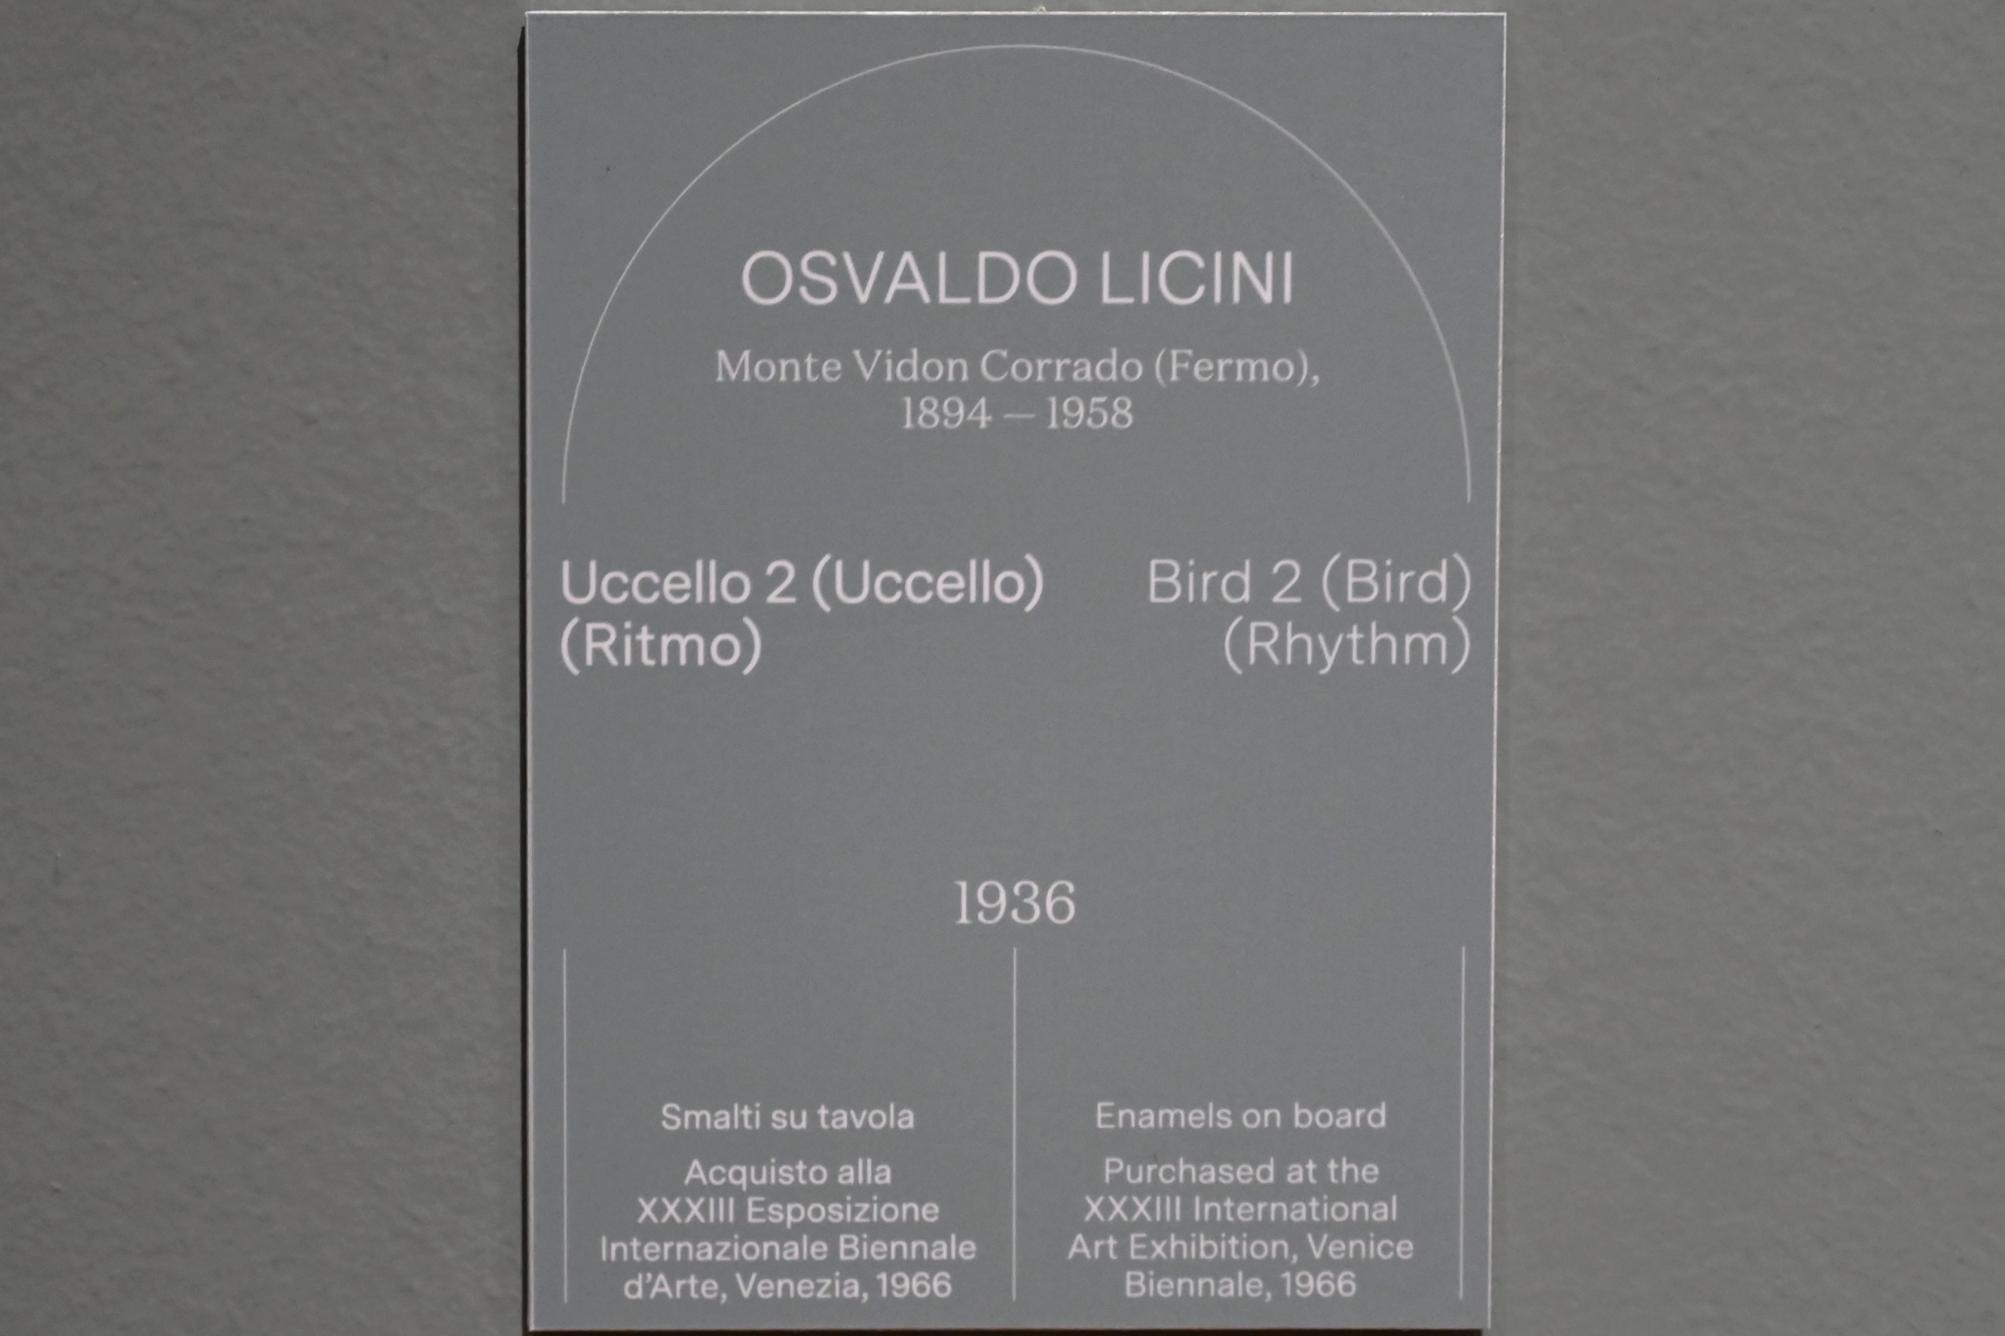 OSVALDO LICINI
Monte Vidon Corrado (Fermo),
1894 — 1958
Uccello 2 (Uccello)
(Ritmo)
Bird 2 (Bird)
(Rhythm)
1936
Smalti su tavola
Acquisto alla
XXXIII Esposizione
Internazionale Biennale
d’Arte, Venezia, 1966
Enamels on board
Purchased at the
XXXIII International
Art Exhibition, Venice
Biennale, 1966